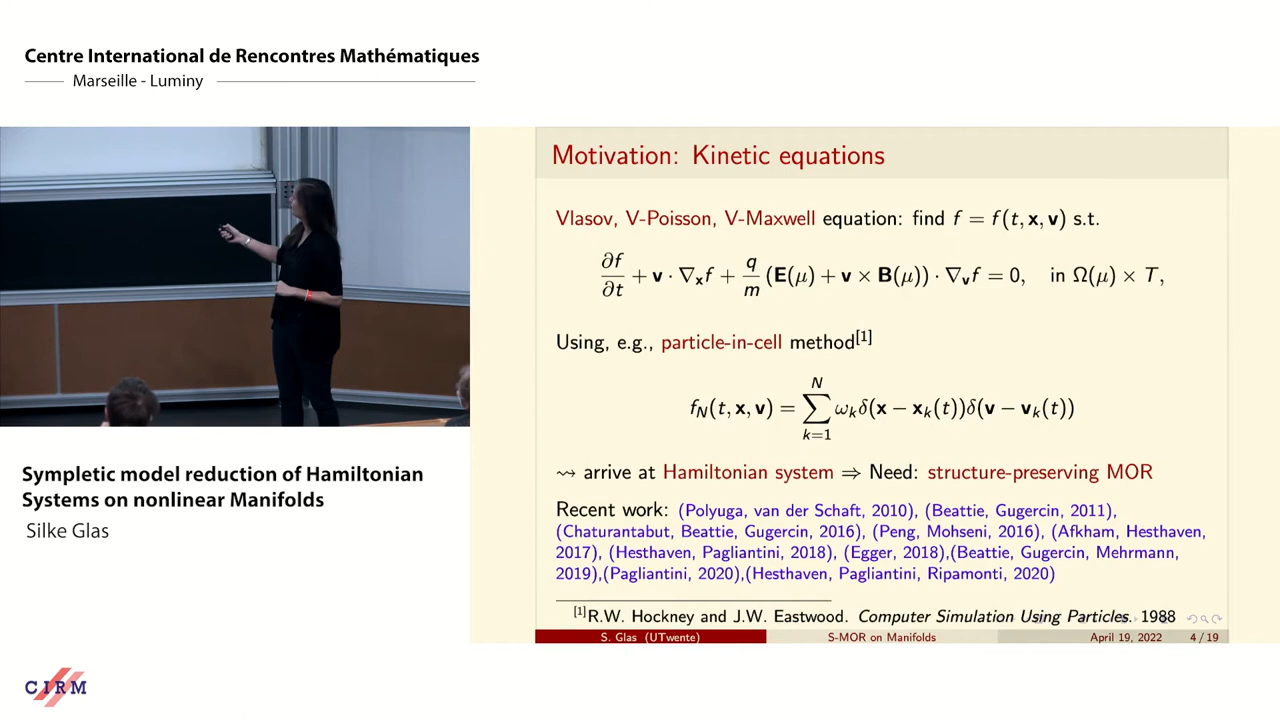 Centre International de Rencontres Mathématiques
Marseille - Luminy
Motivation: Kinetic equations
Vlasov, V-Poisson, V-Maxwell equation: find f = f(t, x, v) s.t.
∂f/∂t + v · ∇ₓf + q/m (E(μ) + v × B(μ)) · ∇ᵥf = 0, in Ω(μ) × T,
Using, e.g., particle-in-cell method[1]
f_N(t, x, v) = ∑_{k=1}^{N} ω_k δ(x − x_k(t))δ(v − v_k(t))
⇝ arrive at Hamiltonian system ⇒ Need: structure-preserving MOR
Recent work: (Polyuga, van der Schaft, 2010), (Beattie, Gugercin, 2011),
(Chaturantabut, Beattie, Gugercin, 2016), (Peng, Mohseni, 2016), (Afkham, Hesthaven,
2017), (Hesthaven, Pagliantini, 2018), (Egger, 2018),(Beattie, Gugercin, Mehrmann,
2019),(Pagliantini, 2020),(Hesthaven, Pagliantini, Ripamonti, 2020)
[1]R.W. Hockney and J.W. Eastwood. Computer Simulation Using Particles. 1988
S. Glas (UTwente) S-MOR on Manifolds April 19, 2022 4 / 19
Sympletic model reduction of Hamiltonian
Systems on nonlinear Manifolds
Silke Glas
CIRM